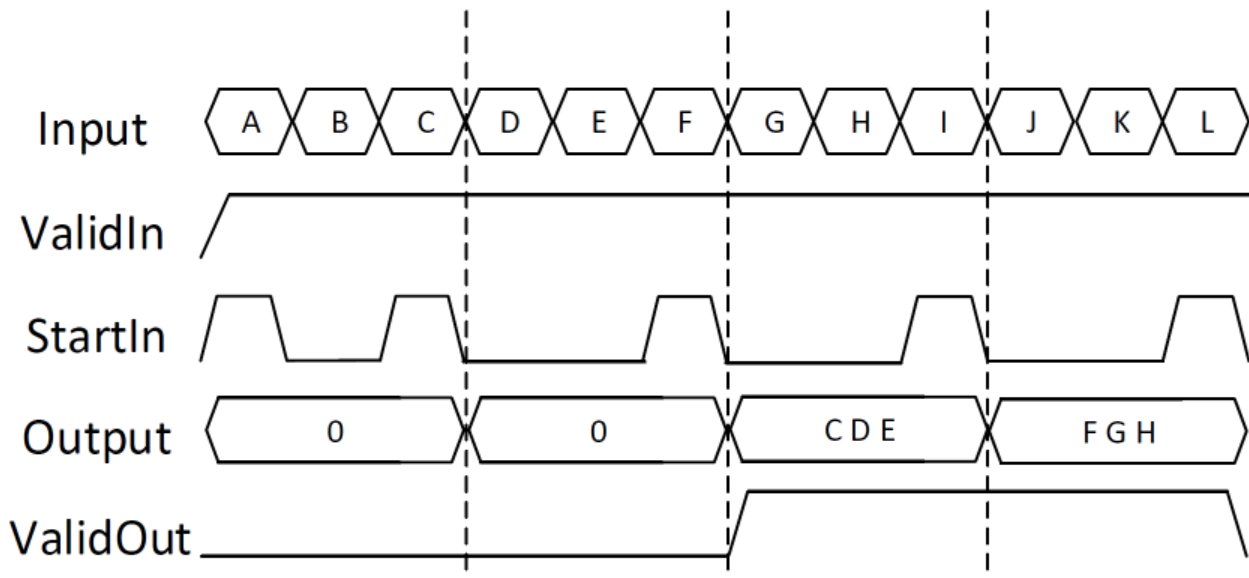 Input A B C D E F G H I J K L
ValidIn
StartIn
Output 0 0 C D E F G H
ValidOut